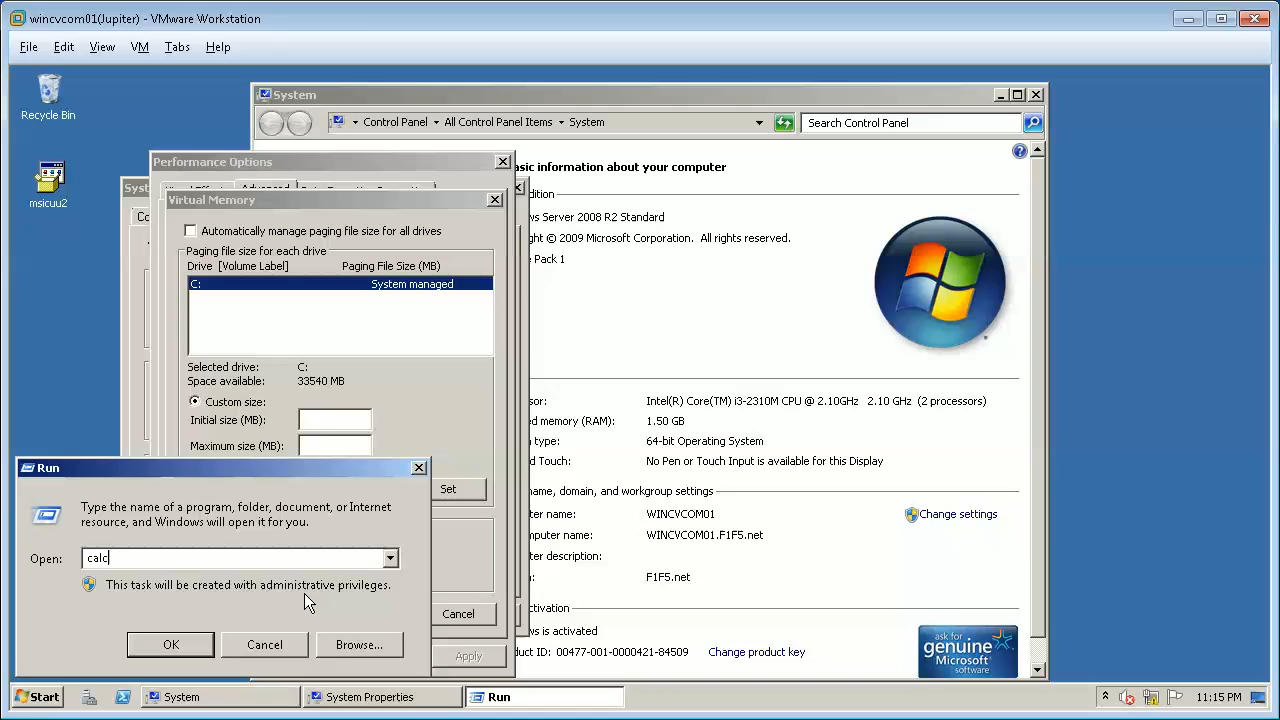 wincvcom01(Jupiter) - VMware Workstation
File Edit View VM Tabs Help
Recycle Bin
msicuu2
System
Control Panel All Control Panel Items System
Search Control Panel
asic information about your computer
dition
ws Server 2008 R2 Standard
ght © 2009 Microsoft Corporation. All rights reserved.
e Pack 1
sor: Intel(R) Core(TM) i3-2310M CPU @ 2.10GHz 2.10 GHz (2 processors)
ed memory (RAM): 1.50 GB
n type: 64-bit Operating System
nd Touch: No Pen or Touch Input is available for this Display
name, domain, and workgroup settings
ter name: WINCVCOM01
Change settings
mputer name: WINCVCOM01.F1F5.net
ter description:
F1F5.net
ctivation
ws is activated
ct ID: 00477-001-0000421-84509 Change product key
ask for
genuine
Microsoft
software
Syst
Co
Performance Options
Advanced
Virtual Memory
Automatically manage paging file size for all drives
Paging file size for each drive
Drive [Volume Label] Paging File Size (MB)
C: System managed
Selected drive: C:
Space available: 33540 MB
Custom size:
Initial size (MB):
Maximum size (MB):
Set
Cancel
Apply
Run
Type the name of a program, folder, document, or Internet
resource, and Windows will open it for you.
Open: calc
This task will be created with administrative privileges.
OK Cancel Browse...
Start System System Properties Run 11:15 PM